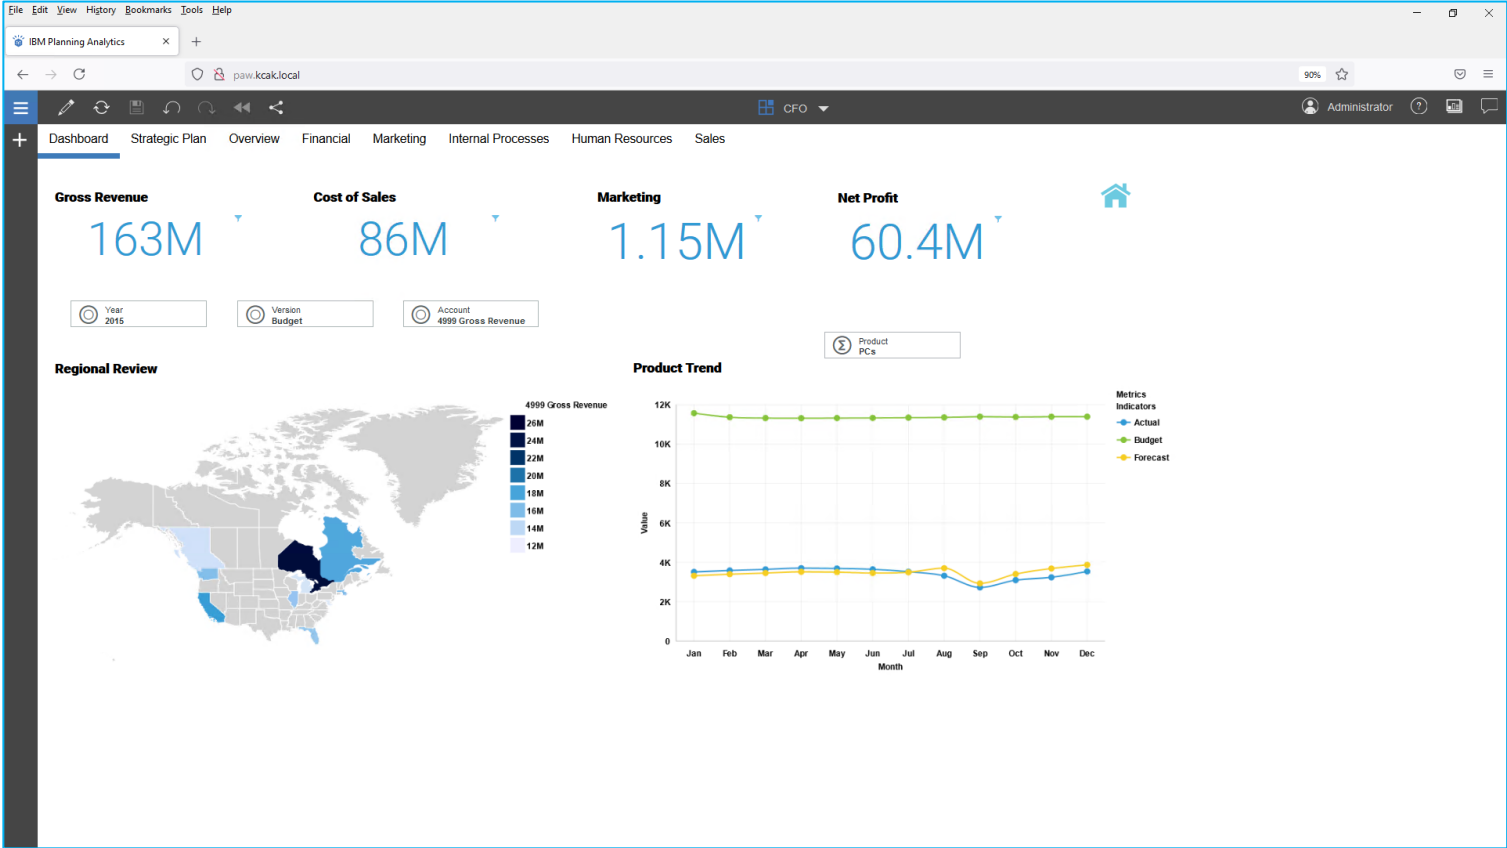 File Edit View History Bookmarks Tools Help
IBM Planning Analytics
paw.kcak.local
90%
CFO
Administrator
Dashboard Strategic Plan Overview Financial Marketing Internal Processes Human Resources Sales
Gross Revenue
163M
Cost of Sales
86M
Marketing
1.15M
Net Profit
60.4M
Year
2015
Version
Budget
Account
4999 Gross Revenue
Product
PCs
Regional Review
4999 Gross Revenue
26M
24M
22M
20M
18M
16M
14M
12M
Product Trend
Metrics
Indicators
Actual
Budget
Forecast
12K
10K
8K
6K
4K
2K
0
Value
Jan Feb Mar Apr May Jun Jul Aug Sep Oct Nov Dec
Month